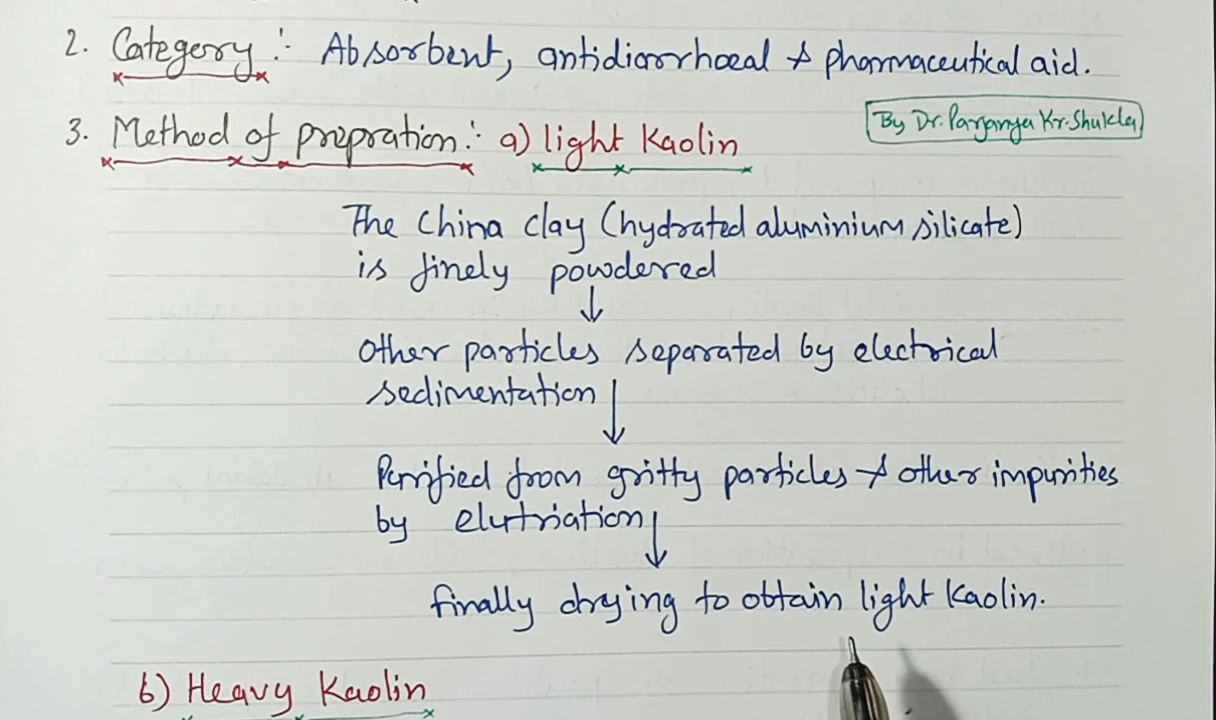 2. Category :- Absorbent, antidiarrhoeal & pharmaceutical aid.
By Dr. Parjanya Kr. Shukla
3. Method of prepration :- a) light Kaolin
The China clay (hydrated aluminium silicate)
is finely powdered
↓
Other particles separated by electrical
sedimentation ↓
Purified from gritty particles & other impurities
by elutriation ↓
finally drying to obtain light Kaolin.
b) Heavy Kaolin